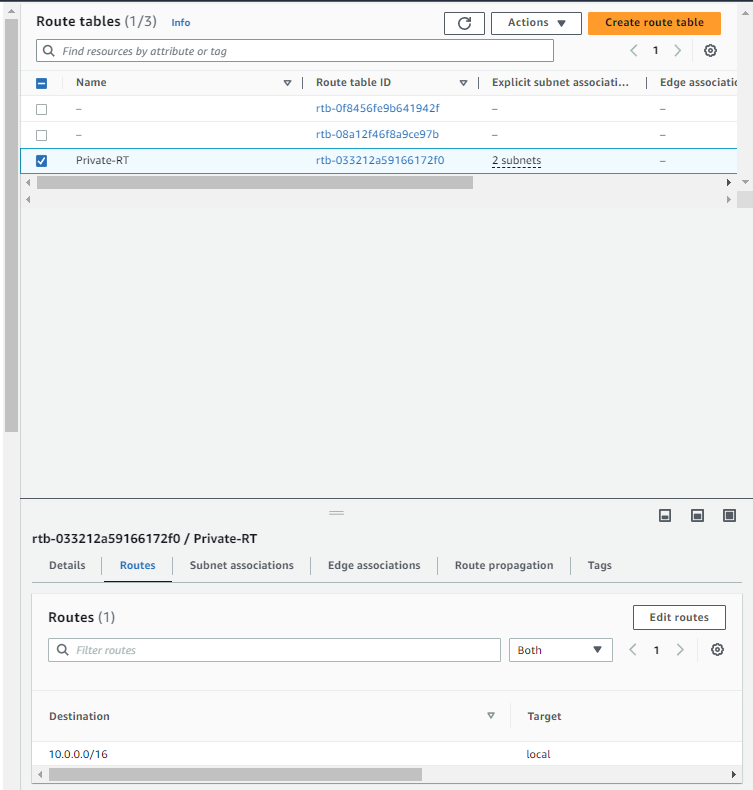 Route tables (1/3) Info Actions Create route table
Find resources by attribute or tag 1
Name Route table ID Explicit subnet associati... Edge associatio
– rtb-0f8456fe9b641942f – –
– rtb-08a12f46f8a9ce97b – –
Private-RT rtb-033212a59166172f0 2 subnets –
rtb-033212a59166172f0 / Private-RT
Details Routes Subnet associations Edge associations Route propagation Tags
Routes (1) Edit routes
Filter routes Both 1
Destination Target
10.0.0.0/16 local